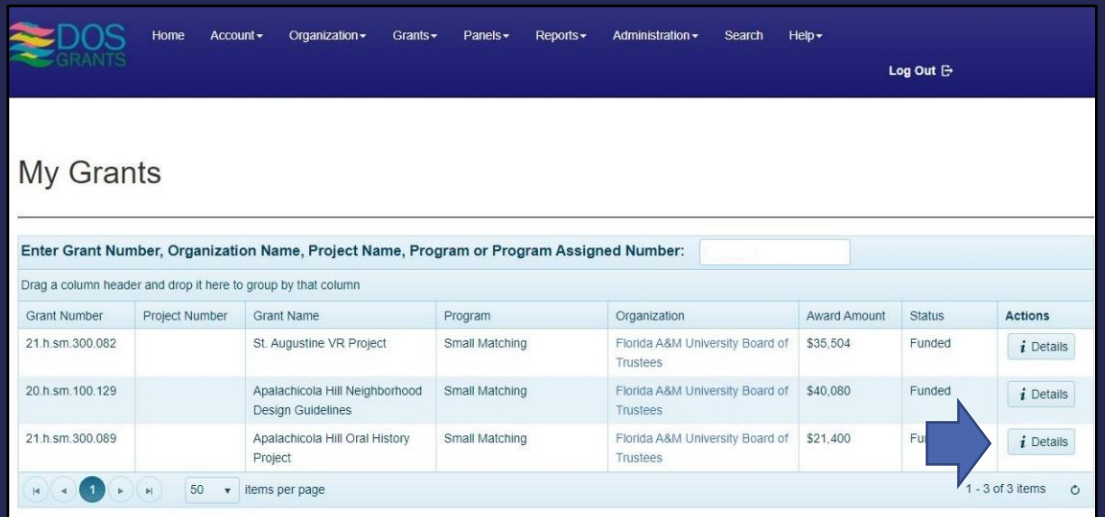 DOS
GRANTS
Home Account Organization Grants Panels Reports Administration Search Help
Log Out
My Grants
Enter Grant Number, Organization Name, Project Name, Program or Program Assigned Number:
Drag a column header and drop it here to group by that column
Grant Number Project Number Grant Name Program Organization Award Amount Status Actions
21.h.sm.300.082 St. Augustine VR Project Small Matching Florida A&M University Board of $35,504 Funded i Details
Trustees
20.h.sm.100.129 Apalachicola Hill Neighborhood Small Matching Florida A&M University Board of $40,080 Funded i Details
Design Guidelines Trustees
21.h.sm.300.089 Apalachicola Hill Oral History Small Matching Florida A&M University Board of $21,400 i Details
Project Trustees
1 50 items per page 1 - 3 of 3 items